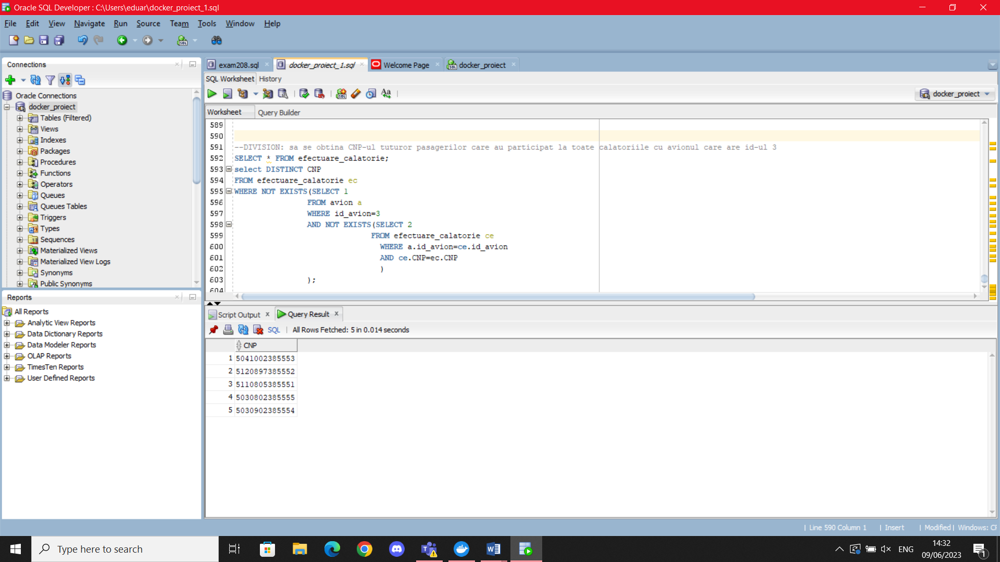 Oracle SQL Developer : C:\Users\eduar\docker_proiect_1.sql
File Edit View Navigate Run Source Team Tools Window Help
Connections
Oracle Connections
docker_proiect
Tables (Filtered)
Views
Indexes
Packages
Procedures
Functions
Operators
Queues
Queues Tables
Triggers
Types
Sequences
Materialized Views
Materialized View Logs
Synonyms
Public Synonyms
Reports
All Reports
Analytic View Reports
Data Dictionary Reports
Data Modeler Reports
OLAP Reports
TimesTen Reports
User Defined Reports
exam208.sql docker_proiect_1.sql Welcome Page docker_proiect
SQL Worksheet History
docker_proiect
Worksheet Query Builder
589
590
591 --DIVISION: sa se obtina CNP-ul tuturor pasagerilor care au participat la toate calatoriile cu avionul care are id-ul 3
592 SELECT * FROM efectuare_calatorie;
593 select DISTINCT CNP
594 FROM efectuare_calatorie ec
595 WHERE NOT EXISTS(SELECT 1
596 FROM avion a
597 WHERE id_avion=3
598 AND NOT EXISTS(SELECT 2
599 FROM efectuare_calatorie ce
600 WHERE a.id_avion=ce.id_avion
601 AND ce.CNP=ec.CNP
602 )
603 );
604
Script Output x Query Result x
SQL | All Rows Fetched: 5 in 0.014 seconds
CNP
1 5041002385553
2 5120897385552
3 5110805385551
4 5030802385555
5 5030902385554
| Line 590 Column 1 | Insert | Modified | Windows: CF
Type here to search
ENG
14:32
09/06/2023
1